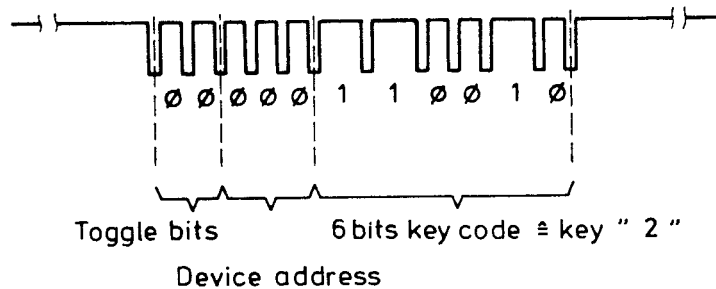 Ø Ø Ø Ø Ø 1 1 Ø Ø 1 Ø
Toggle bits 6 bits key code ≙ key " 2 "
Device address